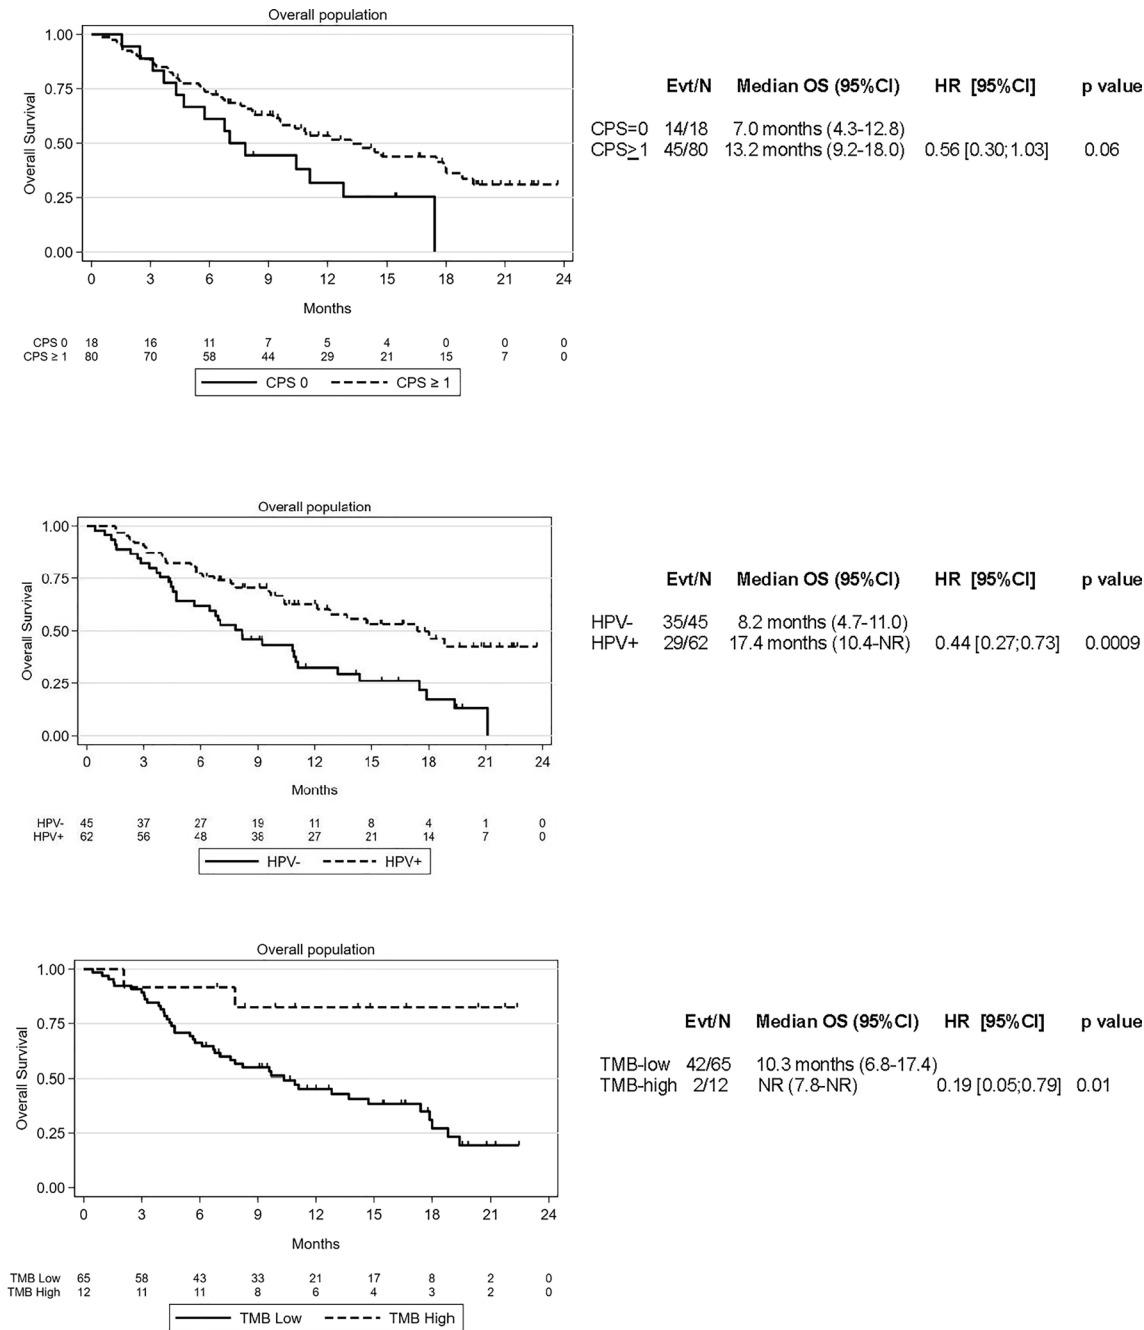 Overall population
Overall Survival
1.00
0.75
0.50
0.25
0.00
0 3 6 9 12 15 18 21 24
Months
CPS 0 18 16 11 7 5 4 0 0 0
CPS ≥ 1 80 70 58 44 29 21 15 7 0
CPS 0 CPS ≥ 1
Evt/N Median OS (95%CI) HR [95%CI] p value
CPS=0 14/18 7.0 months (4.3-12.8)
CPS≥1 45/80 13.2 months (9.2-18.0) 0.56 [0.30;1.03] 0.06
Overall population
Overall Survival
1.00
0.75
0.50
0.25
0.00
0 3 6 9 12 15 18 21 24
Months
HPV- 45 37 27 19 11 8 4 1 0
HPV+ 62 56 48 36 27 21 14 7 0
HPV- HPV+
Evt/N Median OS (95%CI) HR [95%CI] p value
HPV- 35/45 8.2 months (4.7-11.0)
HPV+ 29/62 17.4 months (10.4-NR) 0.44 [0.27;0.73] 0.0009
Overall population
Overall Survival
1.00
0.75
0.50
0.25
0.00
0 3 6 9 12 15 18 21 24
Months
TMB Low 65 58 43 33 21 17 8 2 0
TMB High 12 11 11 8 6 4 3 2 0
TMB Low TMB High
Evt/N Median OS (95%CI) HR [95%CI] p value
TMB-low 42/65 10.3 months (6.8-17.4)
TMB-high 2/12 NR (7.8-NR) 0.19 [0.05;0.79] 0.01